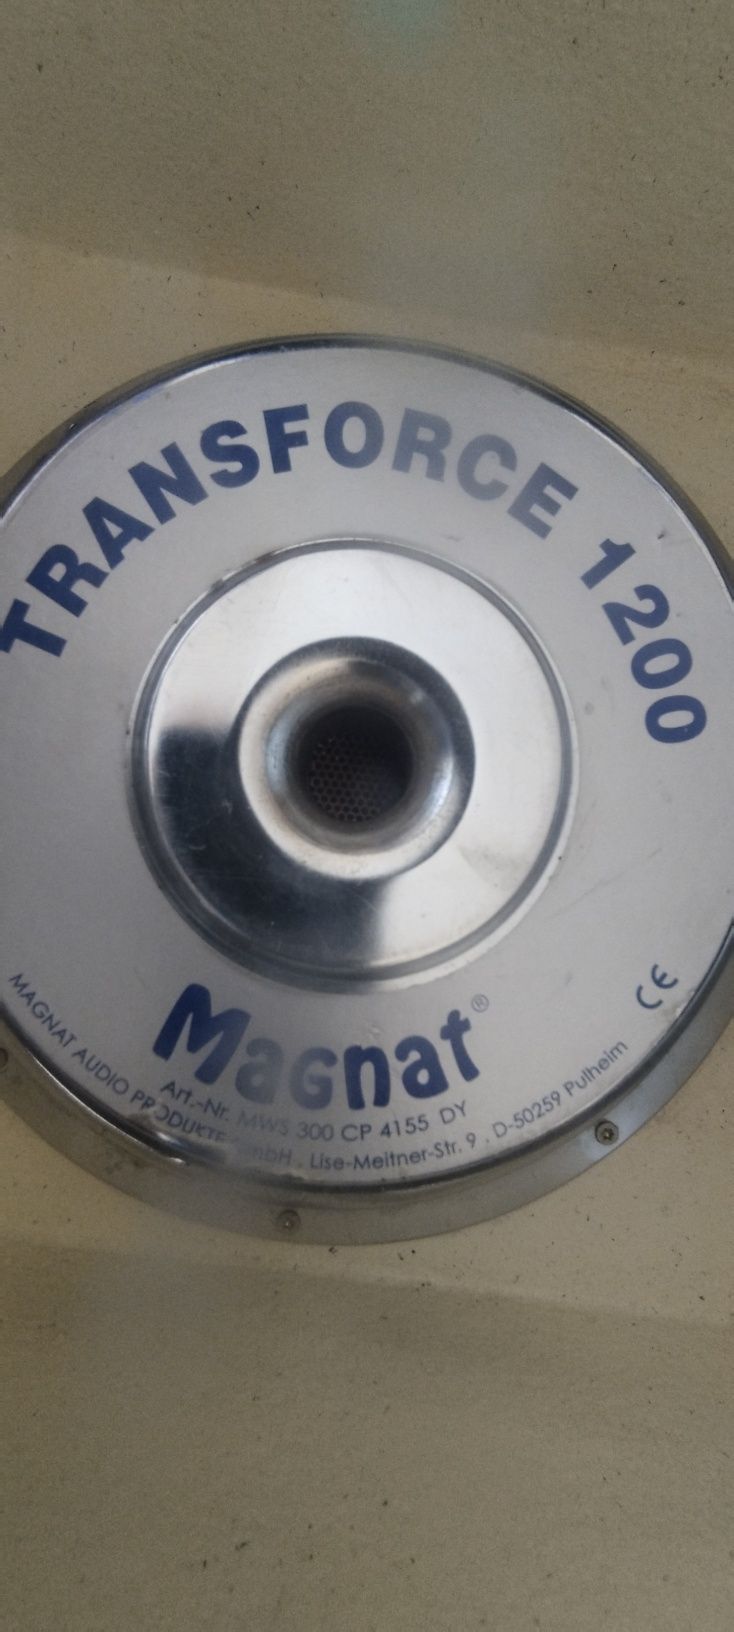 TRANSFORCE 1200
Magnat®
CE
Art.-Nr. MWS 300 CP 4155 DY
MAGNAT AUDIO PRODUKTE GmbH . Lise-Meitner-Str. 9 . D-50259 Pulheim